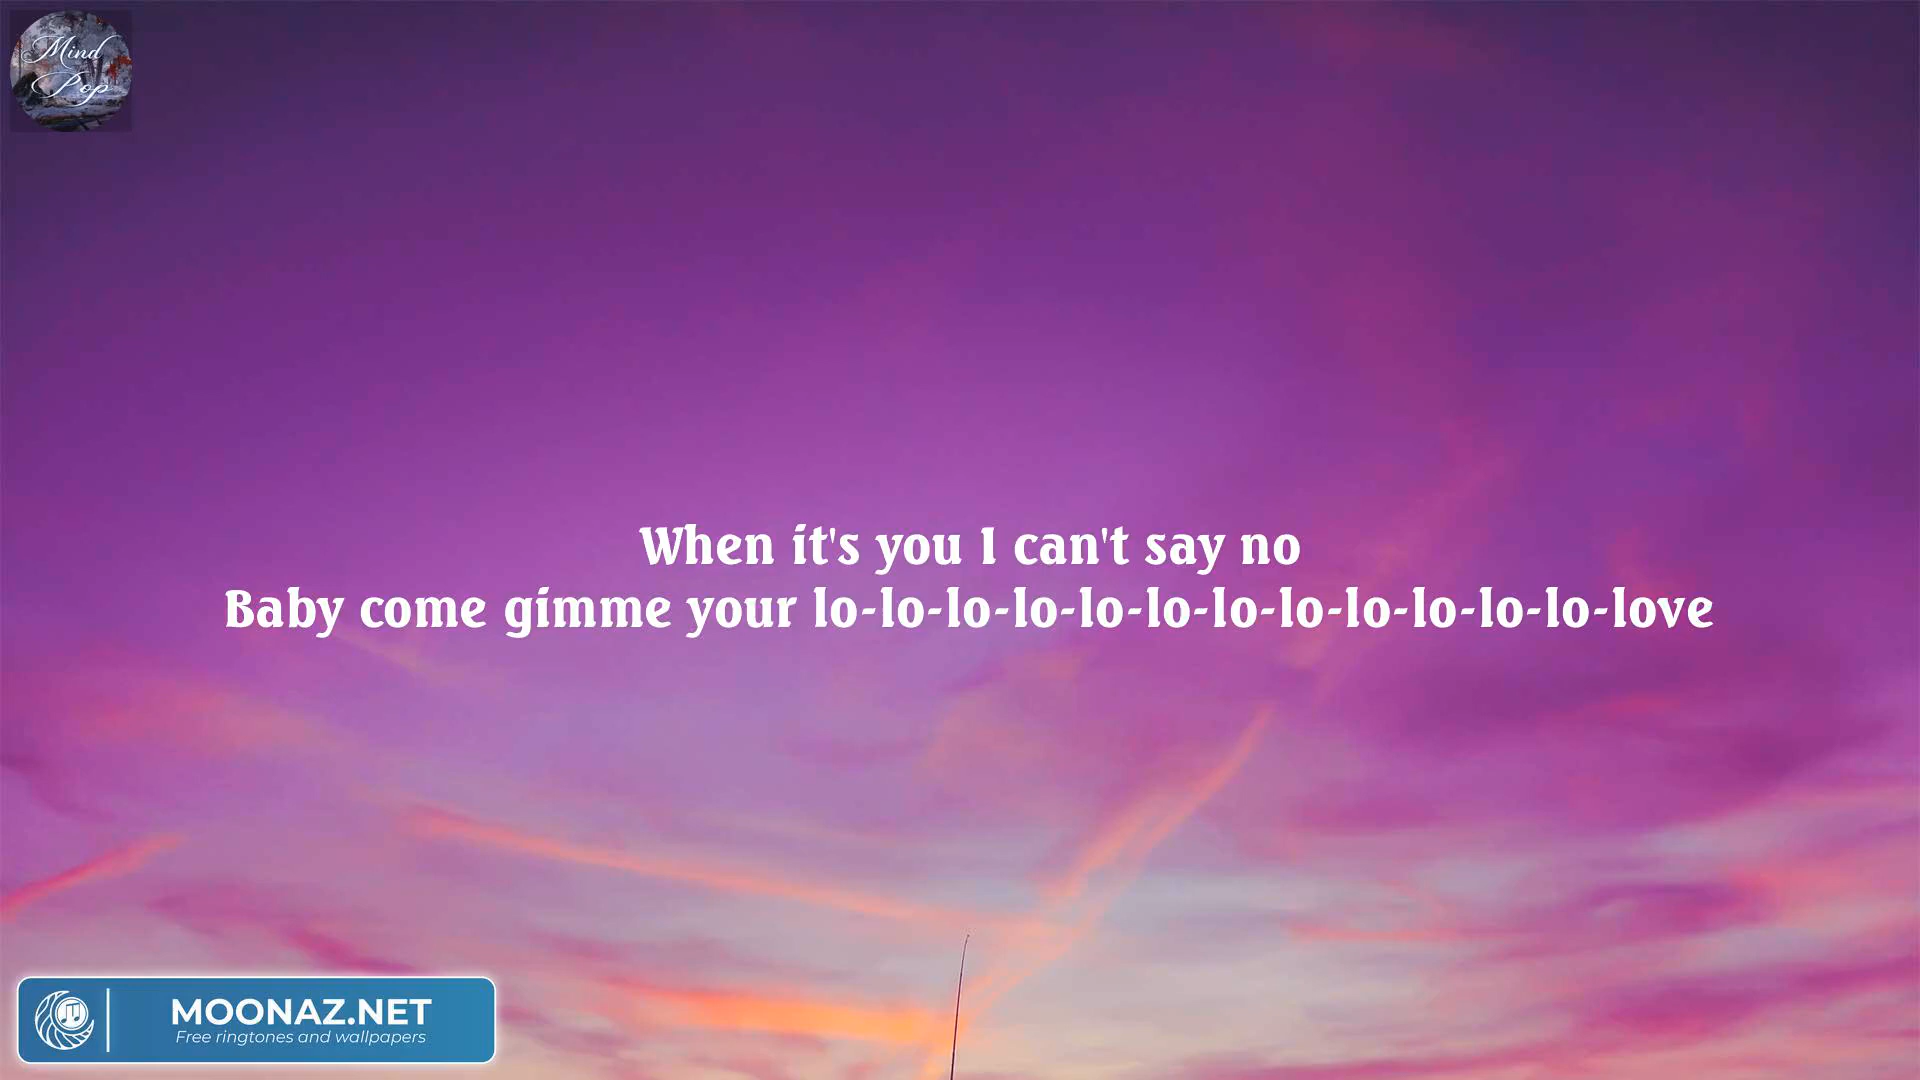 Mind
Pop
When it's you I can't say no
Baby come gimme your lo-lo-lo-lo-lo-lo-lo-lo-lo-lo-lo-lo-love
MOONAZ.NET
Free ringtones and wallpapers